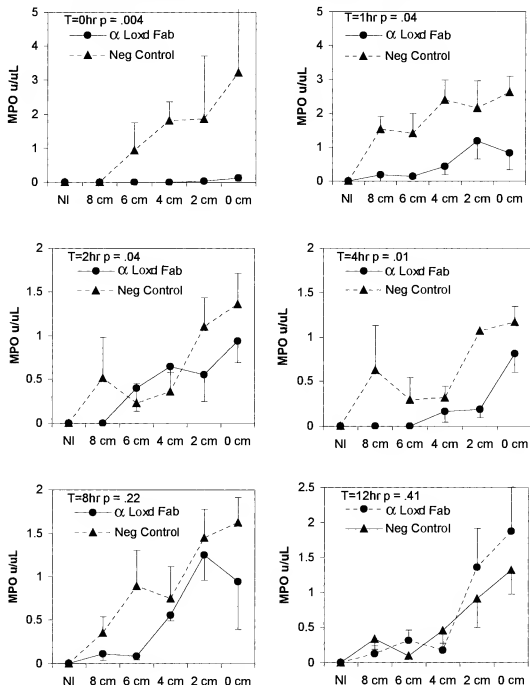 T=0hr p = .004
α Loxd Fab
Neg Control
MPO u/uL
5
4
3
2
1
0
NI 8 cm 6 cm 4 cm 2 cm 0 cm
T=1hr p = .04
α Loxd Fab
Neg Control
MPO u/uL
5
4
3
2
1
0
NI 8 cm 6 cm 4 cm 2 cm 0 cm
T=2hr p = .04
α Loxd Fab
Neg Control
MPO u/uL
2
1.5
1
0.5
0
NI 8 cm 6 cm 4 cm 2 cm 0 cm
T=4hr p = .01
α Loxd Fab
Neg Control
MPO u/uL
2
1.5
1
0.5
0
NI 8 cm 6 cm 4 cm 2 cm 0 cm
T=8hr p = .22
α Loxd Fab
Neg Control
MPO u/uL
2
1.5
1
0.5
0
NI 8 cm 6 cm 4 cm 2 cm 0 cm
T=12hr p = .41
α Loxd Fab
Neg Control
MPO u/uL
2.5
2
1.5
1
0.5
0
NI 8 cm 6 cm 4 cm 2 cm 0 cm